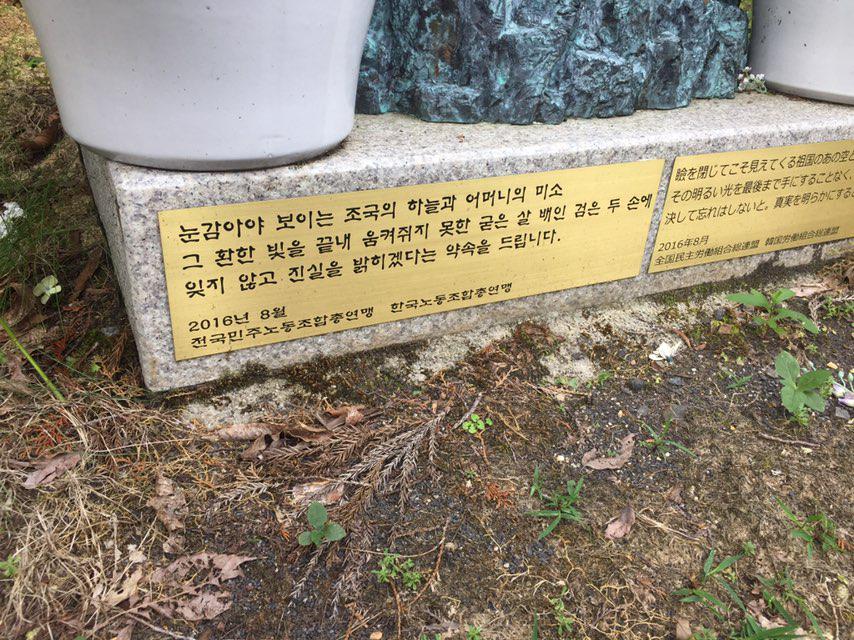 눈감아야 보이는 조국의 하늘과 어머니의 미소
그 환한 빛을 끝내 움켜쥐지 못한 굳은 살 배인 검은 두 손에
잊지 않고 진실을 밝히겠다는 약속을 드립니다.
2016년 8월
전국민주노동조합총연맹 한국노동조합총연맹
瞼を閉じてこそ見えてくる祖国のあの空と
その明るい光を最後まで手にすることなく、
決して忘れはしないと。真実を明らかにするこ
2016年8月
全国民主労働組合総連盟 韓国労働組合総連盟